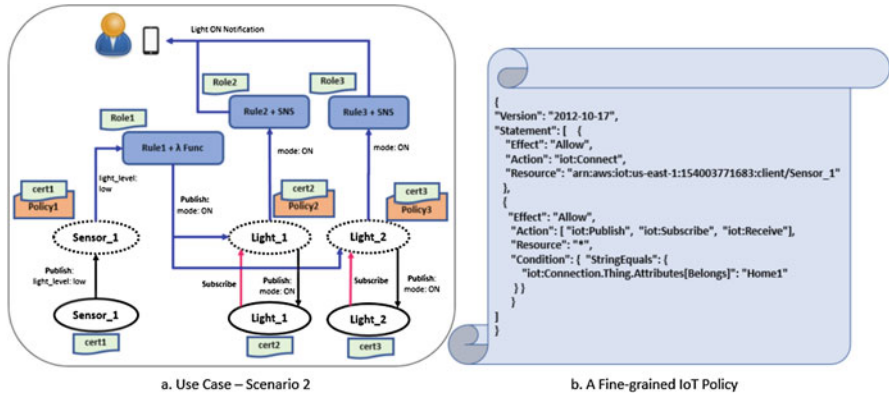 Light ON Notification
Role2
Role3
Rule2 + SNS
Rule3 + SNS
Role1
Rule1 + λ Func
mode: ON
mode: ON
light_level:
low
cert1
Policy1
Publish:
mode: ON
cert2
Policy2
cert3
Policy3
Sensor_1
Light_1
Light_2
Publish:
light_level: low
Subscribe
Publish:
mode: ON
Subscribe
Publish:
mode: ON
Sensor_1
Light_1
Light_2
cert1
cert2
cert3
a. Use Case – Scenario 2
{
"Version": "2012-10-17",
"Statement": [ {
"Effect": "Allow",
"Action": "iot:Connect",
"Resource": "arn:aws:iot:us-east-1:154003771683:client/Sensor_1"
},
{
"Effect": "Allow",
"Action": [ "iot:Publish", "iot:Subscribe", "iot:Receive"],
"Resource": "*",
"Condition": { "StringEquals": {
"iot:Connection.Thing.Attributes[Belongs]": "Home1"
} }
}
]
}
b. A Fine-grained IoT Policy